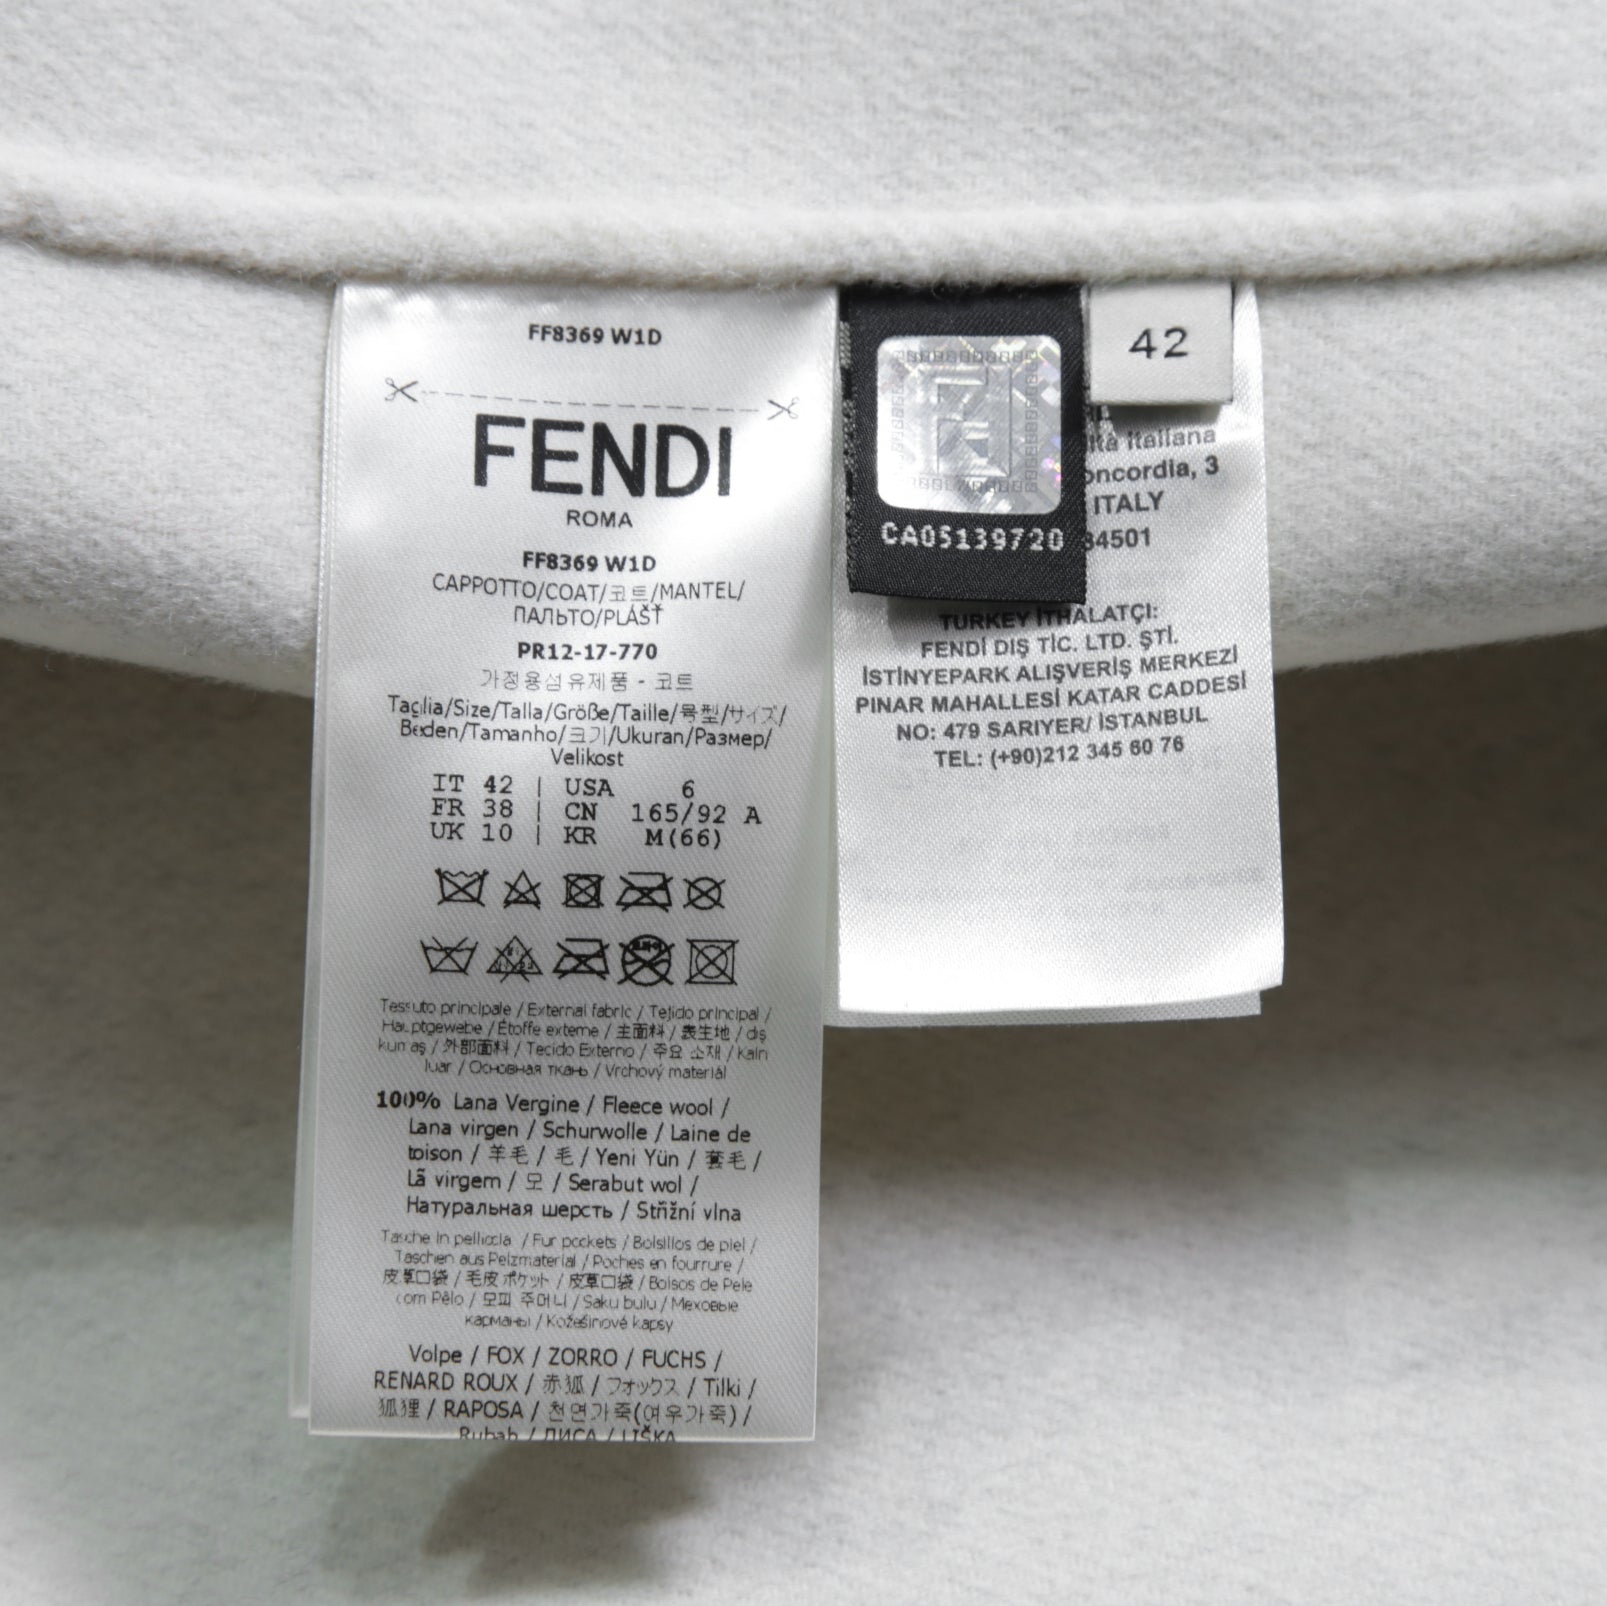 FF8369 W1D
FENDI
ROMA
FF8369 W1D
CAPPOTTO/COAT/코트/MANTEL/
ПАЛЬТО/PLÁŠŤ
PR12-17-770
가정용섬유제품 - 코트
Taglia/Size/Talla/Größe/Taille/号型/サイズ/
Beden/Tamanho/크기/Ukuran/Размер/
Velikost
IT 42 | USA 6
FR 38 | CN 165/92 A
UK 10 | KR M(66)
Tessuto principale / External fabric / Tejido principal /
Hauptgewebe / Étoffe externe / 主面料 / 表生地 / dış
kumaş / 外部面料 / Tecido Externo / 주요 소재 / Kain
luar / Основная ткань / Vrchový materiál
100% Lana Vergine / Fleece wool /
Lana virgen / Schurwolle / Laine de
toison / 羊毛 / 毛 / Yeni Yün / 套毛 /
Lã virgem / 모 / Serabut wol /
Натуральная шерсть / Střižní vlna
Tasche in pelliccia / Fur pockets / Bolsillos de piel /
Taschen aus Pelzmaterial / Poches en fourrure /
皮草口袋 / 毛皮 ポケット / 皮草口袋 / Bolsos de Pele
com Pêlo / 모피 주머니 / Saku bulu / Меховые
карманы / Kožešinové kapsy
Volpe / FOX / ZORRO / FUCHS /
RENARD ROUX / 赤狐 / フォックス / Tilki /
狐狸 / RAPOSA / 천연가죽(여우가죽) /
Rubah / ЛИСА / LIŠKA
CA05139720
42
italiana
3
ITALY
TURKEY İTHALATÇI:
FENDİ DIŞ TİC. LTD. ŞTİ.
İSTİNYEPARK ALIŞVERİŞ MERKEZİ
PINAR MAHALLESİ KATAR CADDESİ
NO: 479 SARIYER/ İSTANBUL
TEL: (+90)212 345 60 76